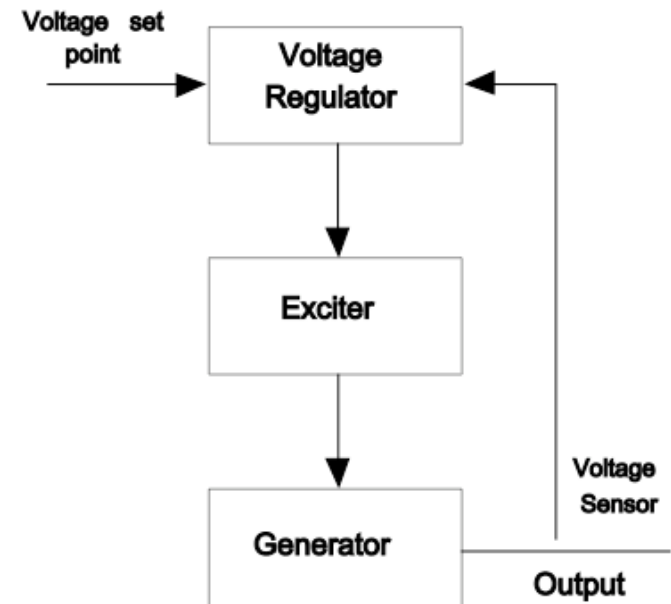 Voltage set
point
Voltage
Regulator
Exciter
Generator
Voltage
Sensor
Output